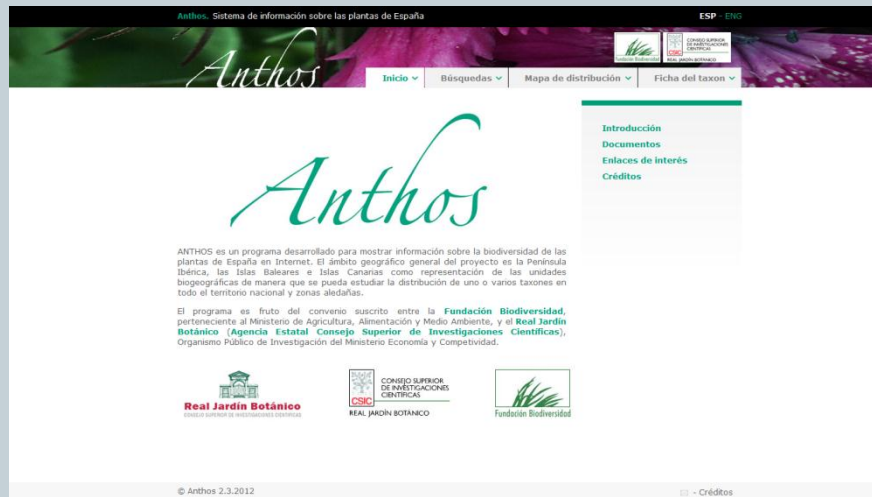 Anthos. Sistema de información sobre las plantas de España
ESP - ENG
Anthos
Fundación Biodiversidad
CSIC
CONSEJO SUPERIOR
DE INVESTIGACIONES
CIENTÍFICAS
REAL JARDÍN BOTÁNICO
Inicio
Búsquedas
Mapa de distribución
Ficha del taxon
Anthos
Introducción
Documentos
Enlaces de interés
Créditos
ANTHOS es un programa desarrollado para mostrar información sobre la biodiversidad de las
plantas de España en Internet. El ámbito geográfico general del proyecto es la Península
Ibérica, las Islas Baleares e Islas Canarias como representación de las unidades
biogeográficas de manera que se pueda estudiar la distribución de uno o varios taxones en
todo el territorio nacional y zonas aledañas.
El programa es fruto del convenio suscrito entre la Fundación Biodiversidad,
perteneciente al Ministerio de Agricultura, Alimentación y Medio Ambiente, y el Real Jardín
Botánico (Agencia Estatal Consejo Superior de Investigaciones Científicas),
Organismo Público de Investigación del Ministerio Economía y Competividad.
Real Jardín Botánico
CONSEJO SUPERIOR DE INVESTIGACIONES CIENTÍFICAS
CSIC
CONSEJO SUPERIOR
DE INVESTIGACIONES
CIENTÍFICAS
REAL JARDÍN BOTÁNICO
Fundación Biodiversidad
© Anthos 2.3.2012
- Créditos